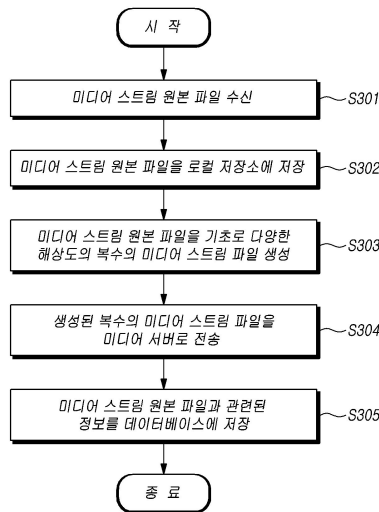 시 작
미디어 스트림 원본 파일 수신
S301
미디어 스트림 원본 파일을 로컬 저장소에 저장
S302
미디어 스트림 원본 파일을 기초로 다양한
해상도의 복수의 미디어 스트림 파일 생성
S303
생성된 복수의 미디어 스트림 파일을
미디어 서버로 전송
S304
미디어 스트림 원본 파일과 관련된
정보를 데이터베이스에 저장
S305
종 료